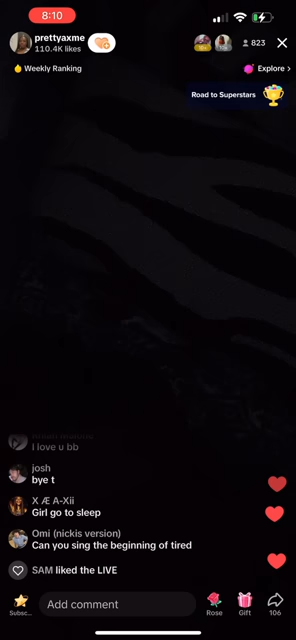 8:10
prettyaxme
110.4K likes
823
Weekly Ranking
Explore >
Road to Superstars
I love u bb
josh
bye t
X Æ A-Xii
Girl go to sleep
Omi (nickis version)
Can you sing the beginning of tired
SAM liked the LIVE
Subsc...
Add comment
Rose
Gift
106